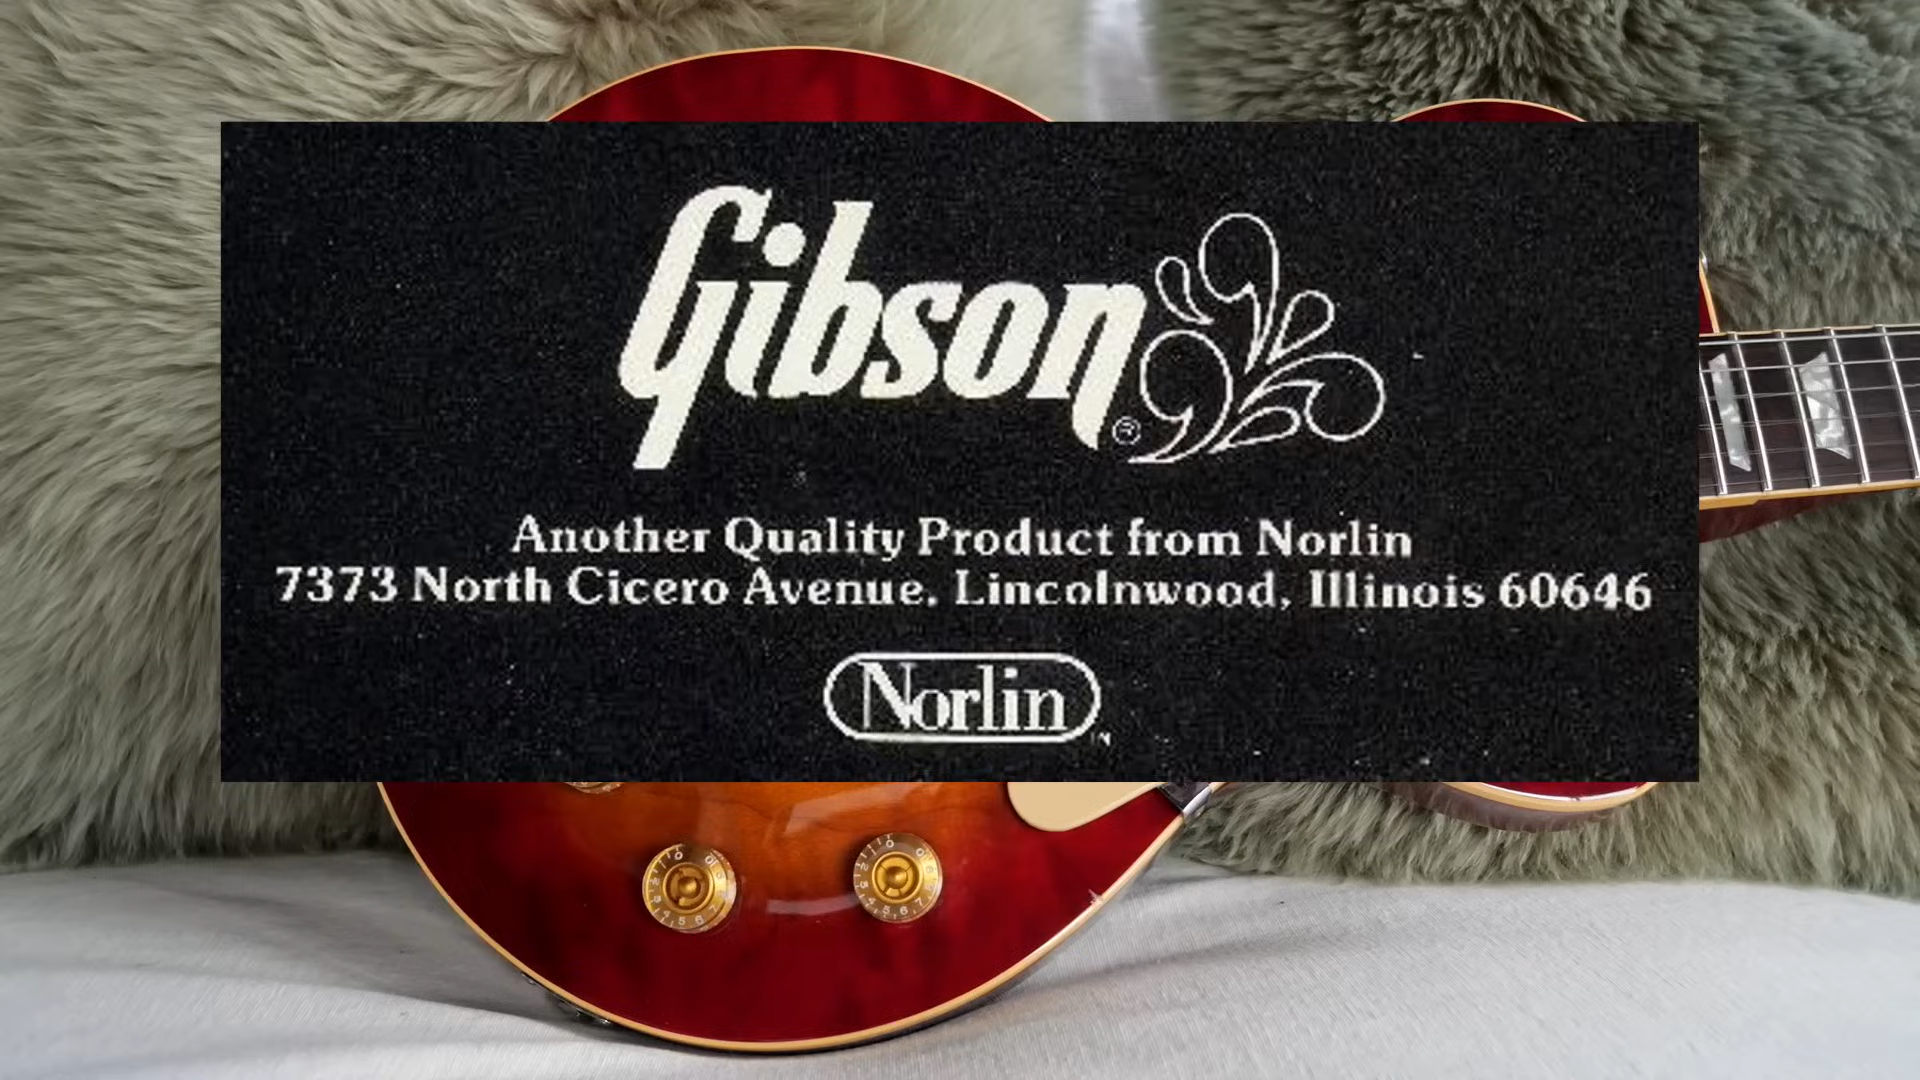 Gibson®
Another Quality Product from Norlin
7373 North Cicero Avenue, Lincolnwood, Illinois 60646
Norlin